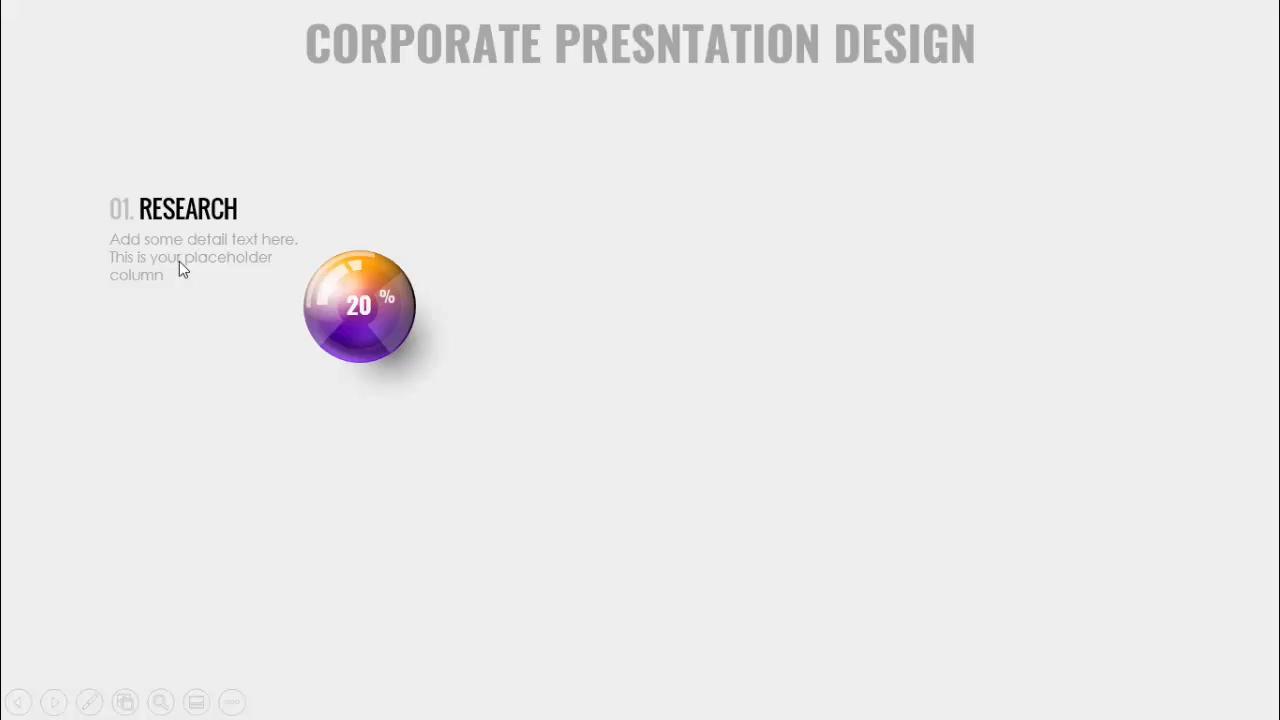 CORPORATE PRESNTATION DESIGN
01. RESEARCH
Add some detail text here.
This is your placeholder
column
20 %